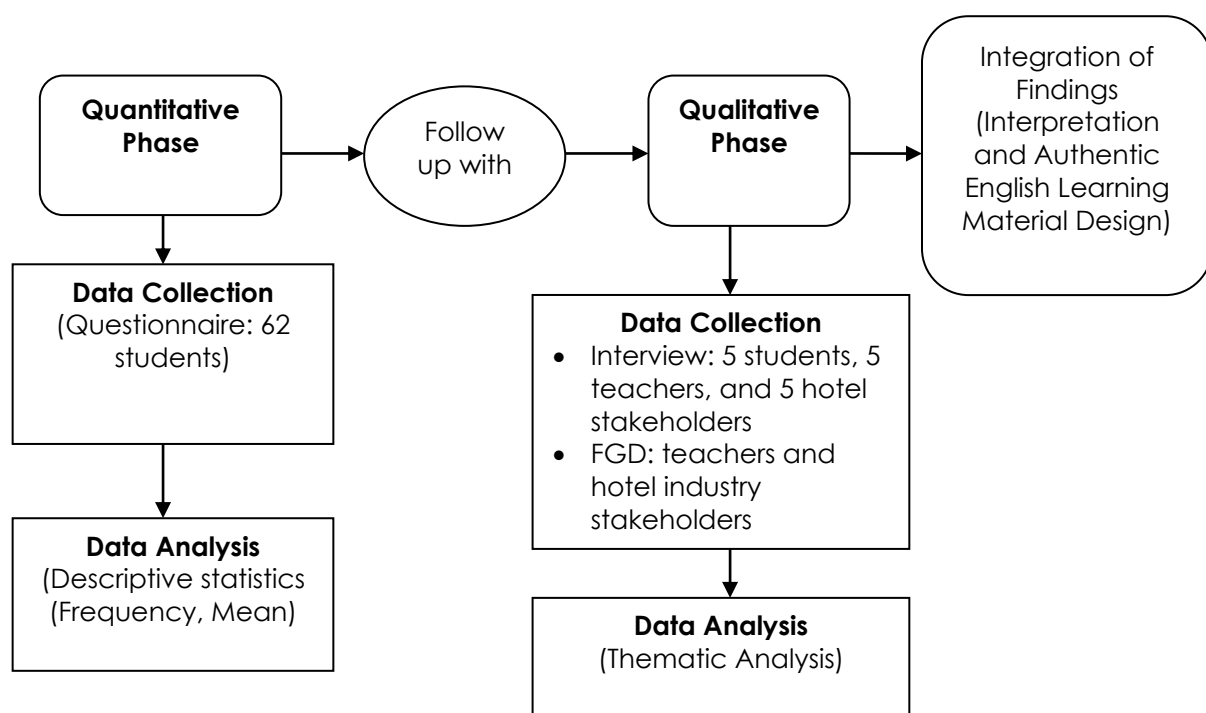 Quantitative
Phase
Follow
up with
Qualitative
Phase
Integration of
Findings
(Interpretation
and Authentic
English Learning
Material Design)
Data Collection
(Questionnaire: 62
students)
Data Analysis
(Descriptive statistics
(Frequency, Mean)
Data Collection
• Interview: 5 students, 5
teachers, and 5 hotel
stakeholders
• FGD: teachers and
hotel industry
stakeholders
Data Analysis
(Thematic Analysis)